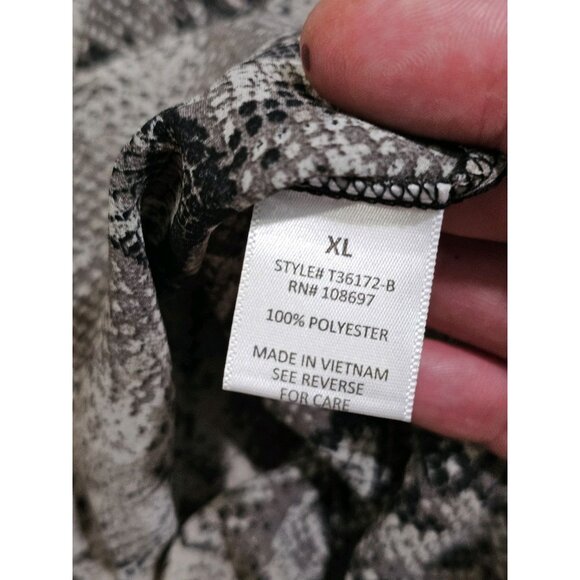 XL
STYLE# T36172-B
RN# 108697
100% POLYESTER
MADE IN VIETNAM
SEE REVERSE
FOR CARE